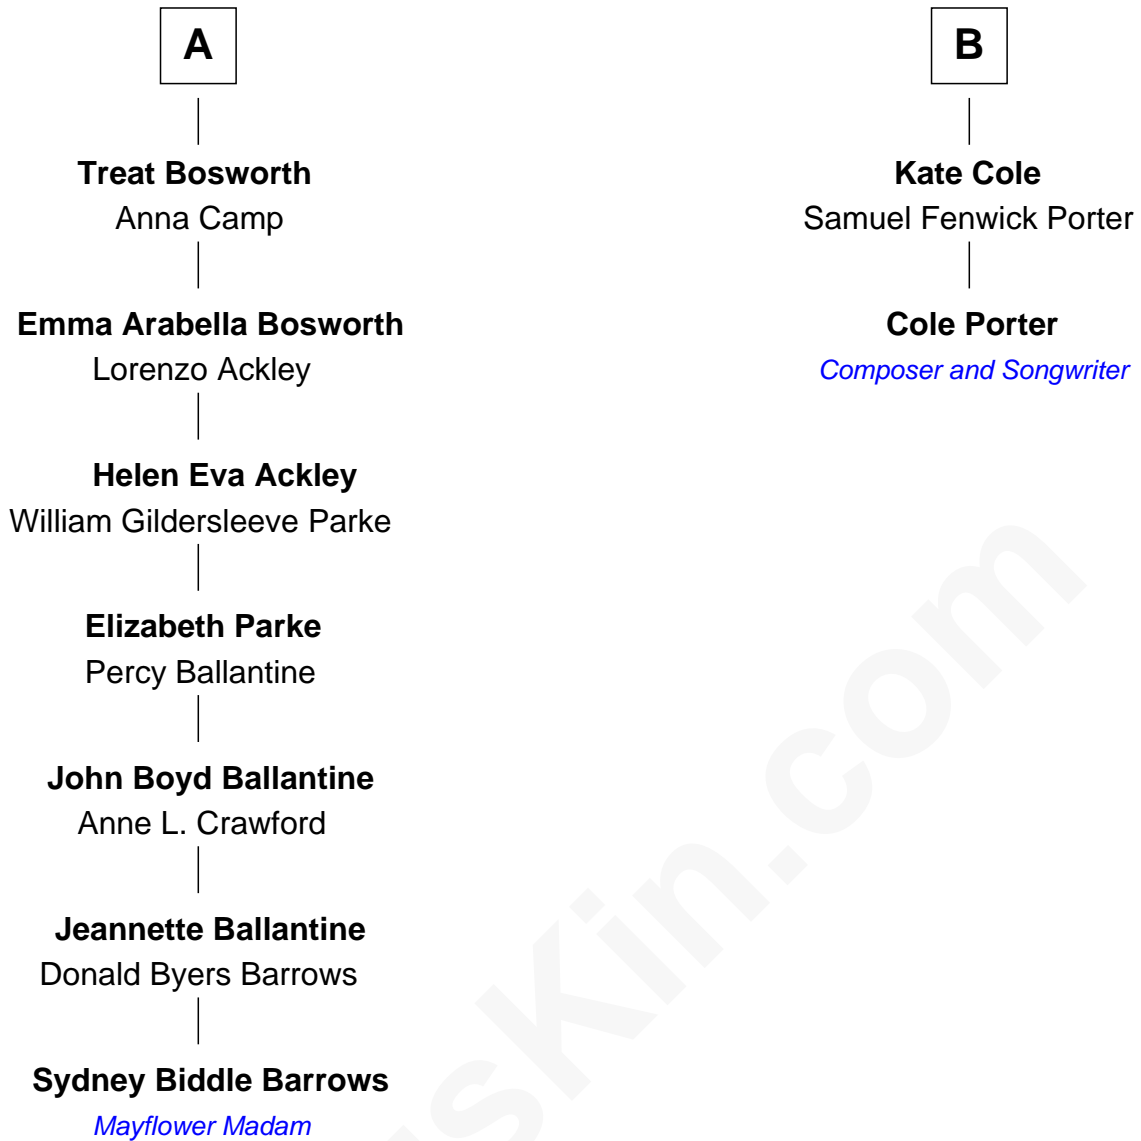 A
Treat Bosworth
Anna Camp
Emma Arabella Bosworth
Lorenzo Ackley
Helen Eva Ackley
William Gildersleeve Parke
Elizabeth Parke
Percy Ballantine
John Boyd Ballantine
Anne L. Crawford
Jeannette Ballantine
Donald Byers Barrows
Sydney Biddle Barrows
Mayflower Madam
B
Kate Cole
Samuel Fenwick Porter
Cole Porter
Composer and Songwriter